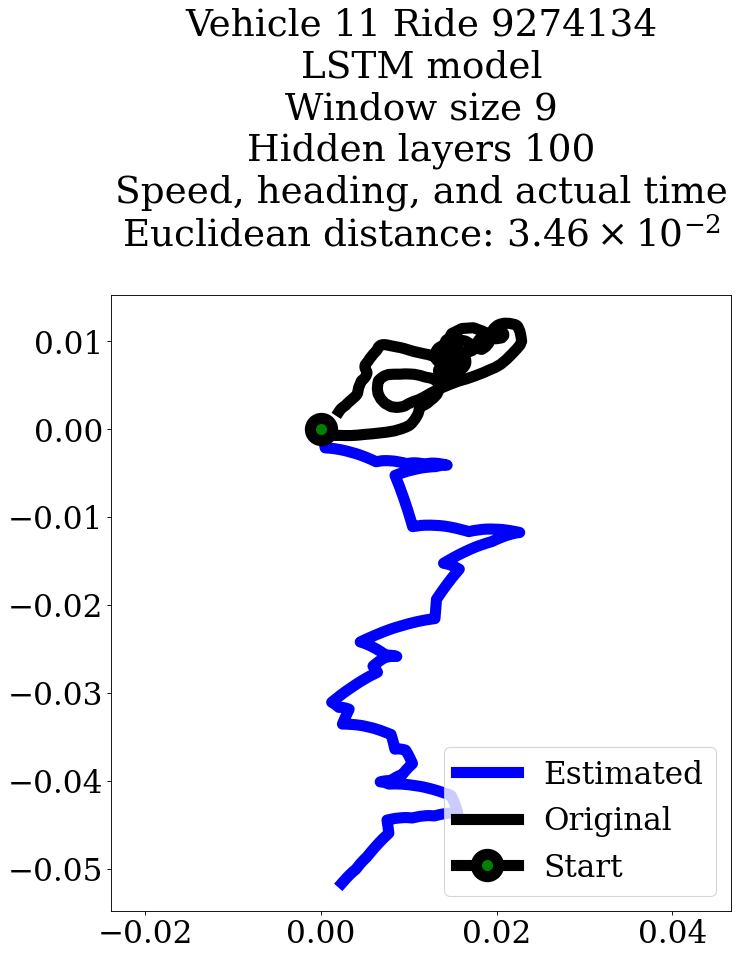 Vehicle 11 Ride 9274134
LSTM model
Window size 9
Hidden layers 100
Speed, heading, and actual time
Euclidean distance: 3.46 × 10⁻²
0.01
0.00
−0.01
−0.02
−0.03
−0.04
−0.05
Estimated
Original
Start
−0.02 0.00 0.02 0.04